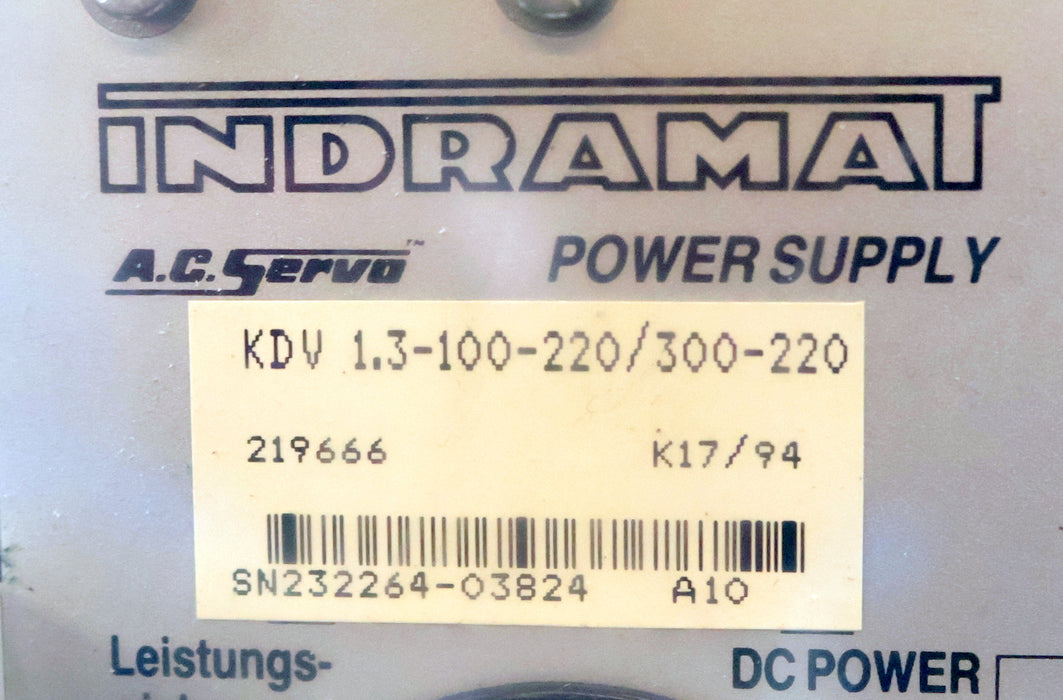 INDRAMAT
A.C. Servo™ POWER SUPPLY
KDV 1.3-100-220/300-220
219666 K17/94
SN232264-03824 A10
Leistungs- DC POWER